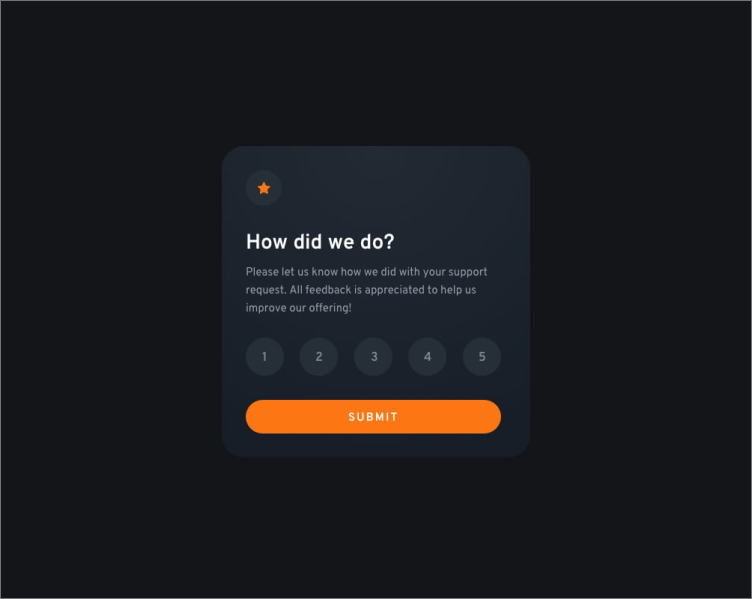 How did we do?
Please let us know how we did with your support
request. All feedback is appreciated to help us
improve our offering!
1 2 3 4 5
SUBMIT